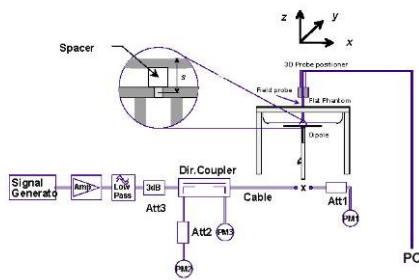 z
y
x
3D Probe positioner
Spacer
s
Field probe
Flat Phantom
Dipole
Dir.Coupler
Signal
Generato
Amp
Low
Pass
3dB
Att3
Cable
x
Att1
PM1
Att2
PM3
PM2
PC